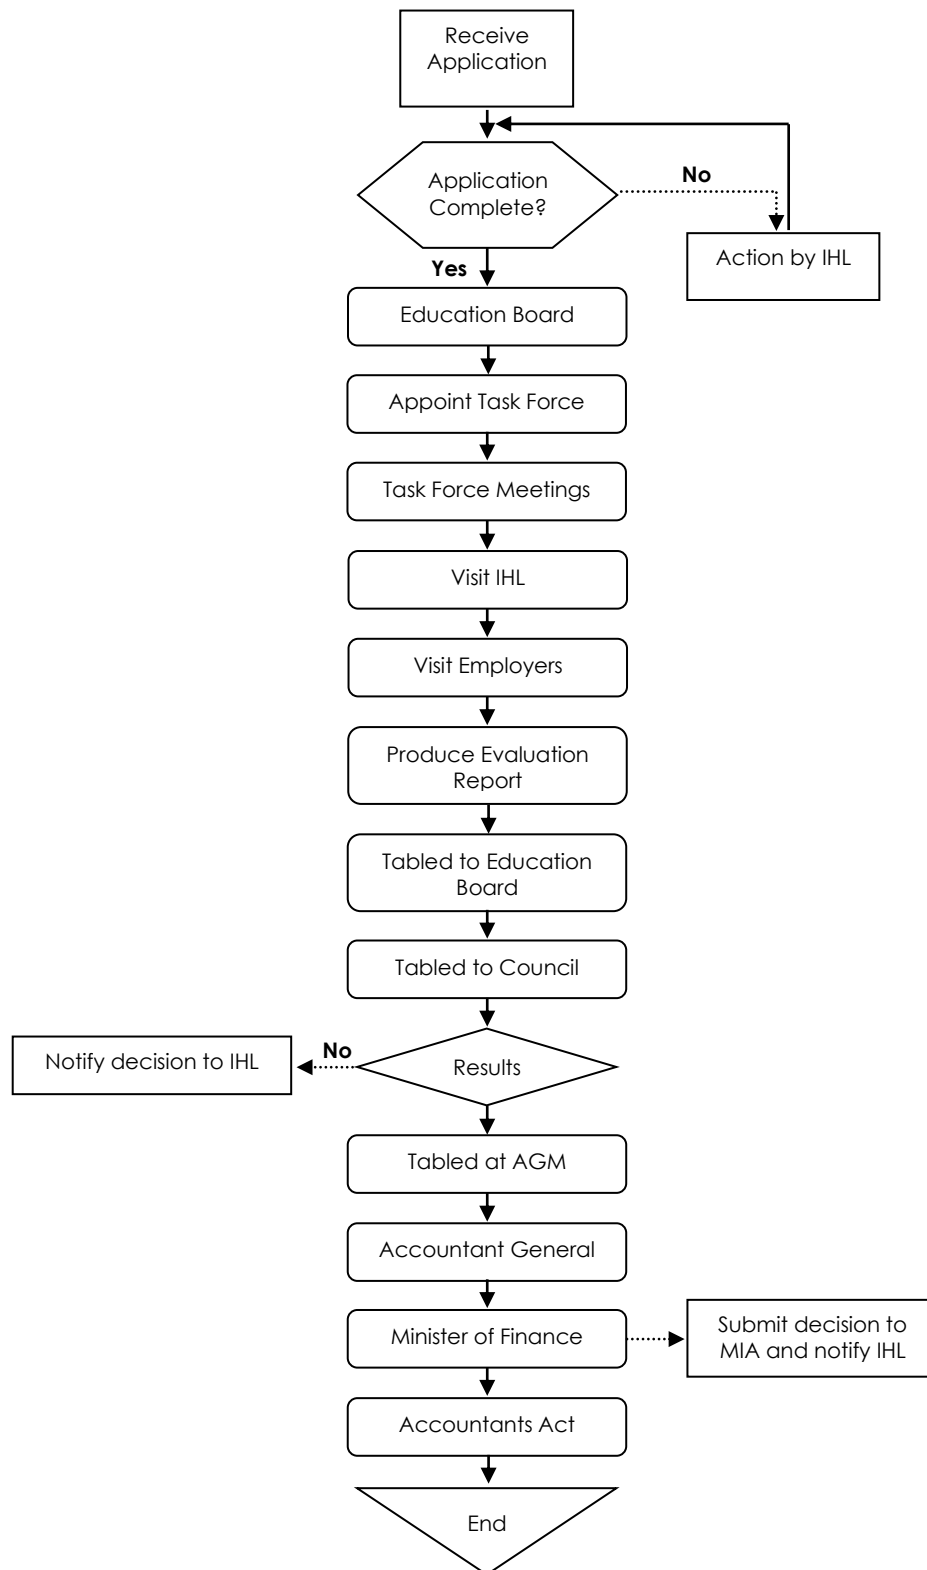 Receive
Application
Application
Complete?
No
Action by IHL
Yes
Education Board
Appoint Task Force
Task Force Meetings
Visit IHL
Visit Employers
Produce Evaluation
Report
Tabled to Education
Board
Tabled to Council
Results
No
Notify decision to IHL
Tabled at AGM
Accountant General
Minister of Finance
Submit decision to
MIA and notify IHL
Accountants Act
End